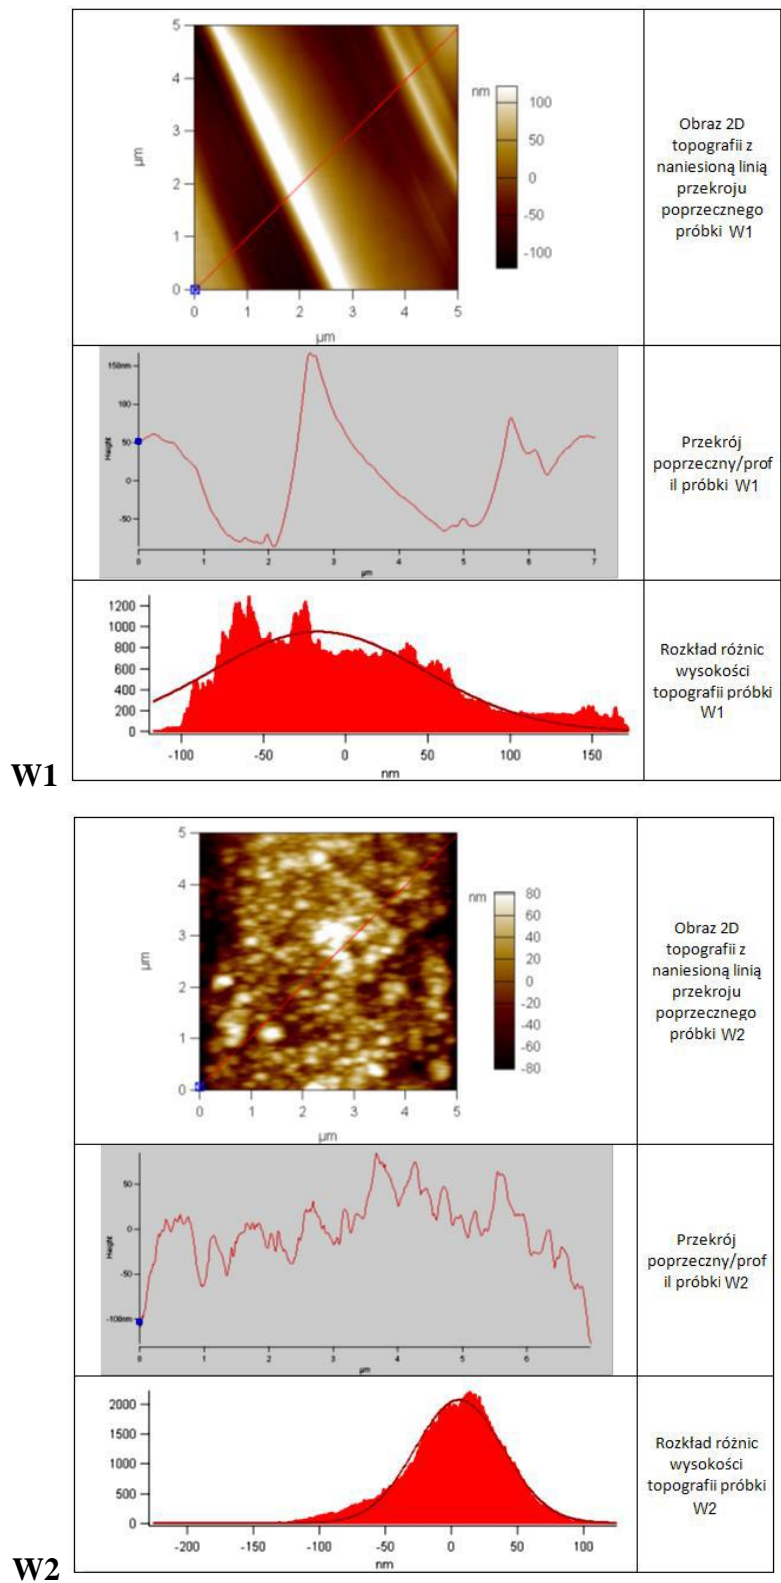 5
4
3
2
1
0
μm
0 1 2 3 4 5
μm
nm
100
50
0
-50
-100
Obraz 2D
topografii z
naniesioną linią
przekroju
poprzecznego
próbki W1
150nm
100
50
0
-50
Height
0 1 2 3 4 5 6 7
μm
Przekrój
poprzeczny/prof
il próbki W1
1200
1000
800
600
400
200
0
-100 -50 0 50 100 150
nm
Rozkład różnic
wysokości
topografii próbki
W1
W1
5
4
3
2
1
0
μm
0 1 2 3 4 5
μm
nm
80
60
40
20
0
-20
-40
-60
-80
Obraz 2D
topografii z
naniesioną linią
przekroju
poprzecznego
próbki W2
50
0
-50
-100nm
Height
0 1 2 3 4 5 6
μm
Przekrój
poprzeczny/prof
il próbki W2
2000
1500
1000
500
0
-200 -150 -100 -50 0 50 100
nm
Rozkład różnic
wysokości
topografii próbki
W2
W2